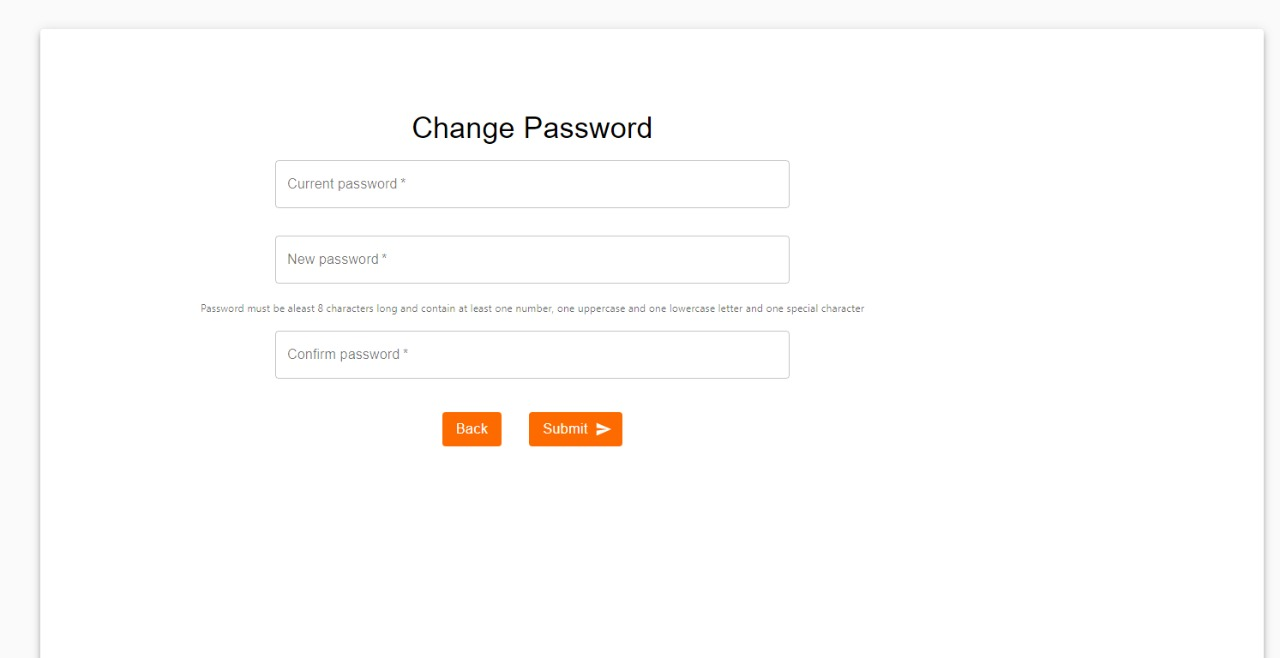 Change Password
Current password *
New password *
Password must be aleast 8 characters long and contain at least one number, one uppercase and one lowercase letter and one special character
Confirm password *
Back Submit